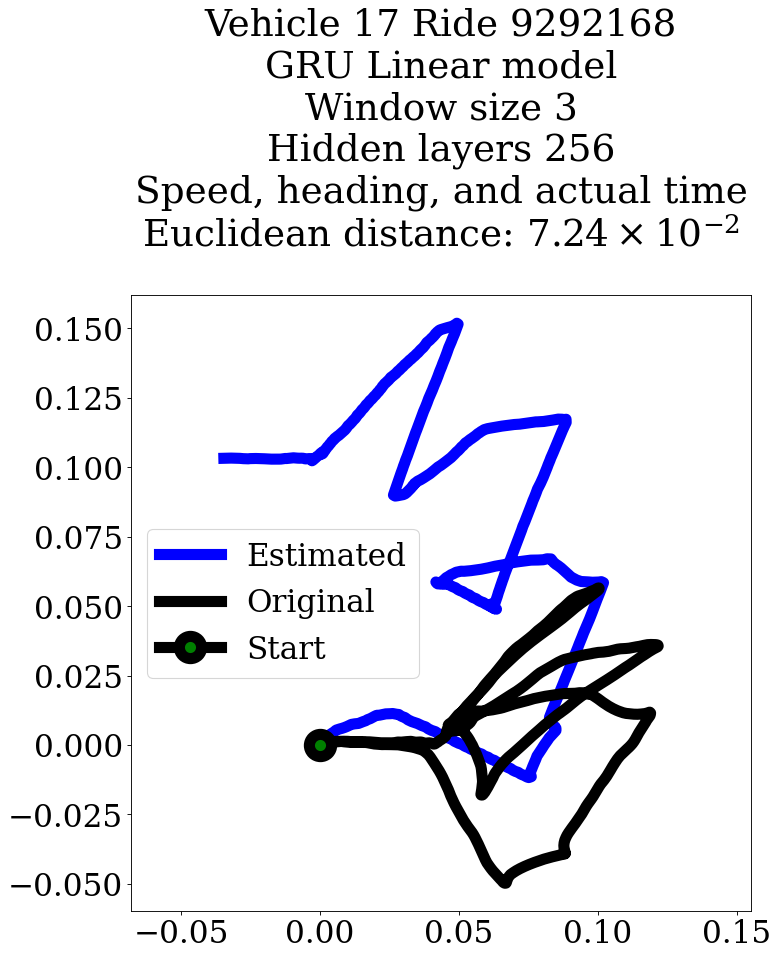 Vehicle 17 Ride 9292168
GRU Linear model
Window size 3
Hidden layers 256
Speed, heading, and actual time
Euclidean distance: 7.24 × 10⁻²
0.150
0.125
0.100
0.075
0.050
0.025
0.000
−0.025
−0.050
Estimated
Original
Start
−0.05 0.00 0.05 0.10 0.15